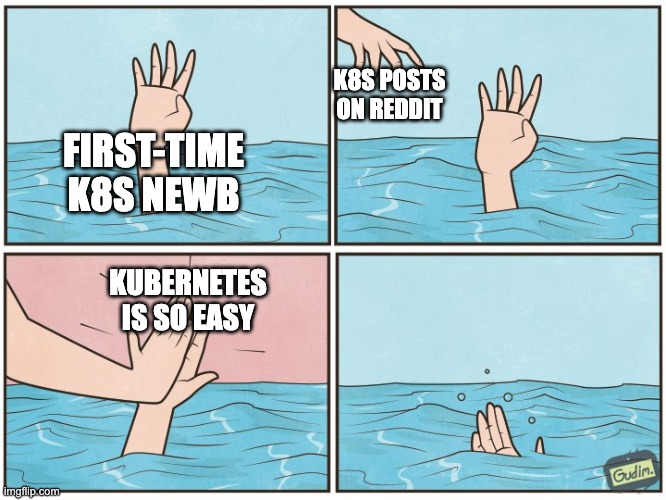 FIRST-TIME
K8S NEWB
K8S POSTS
ON REDDIT
KUBERNETES
IS SO EASY
Gudim.
imgflip.com